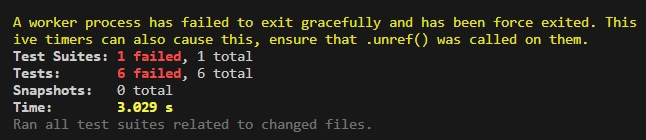 A worker process has failed to exit gracefully and has been force exited. This
ive timers can also cause this, ensure that .unref() was called on them.
Test Suites: 1 failed, 1 total
Tests:       6 failed, 6 total
Snapshots:   0 total
Time:        3.029 s
Ran all test suites related to changed files.